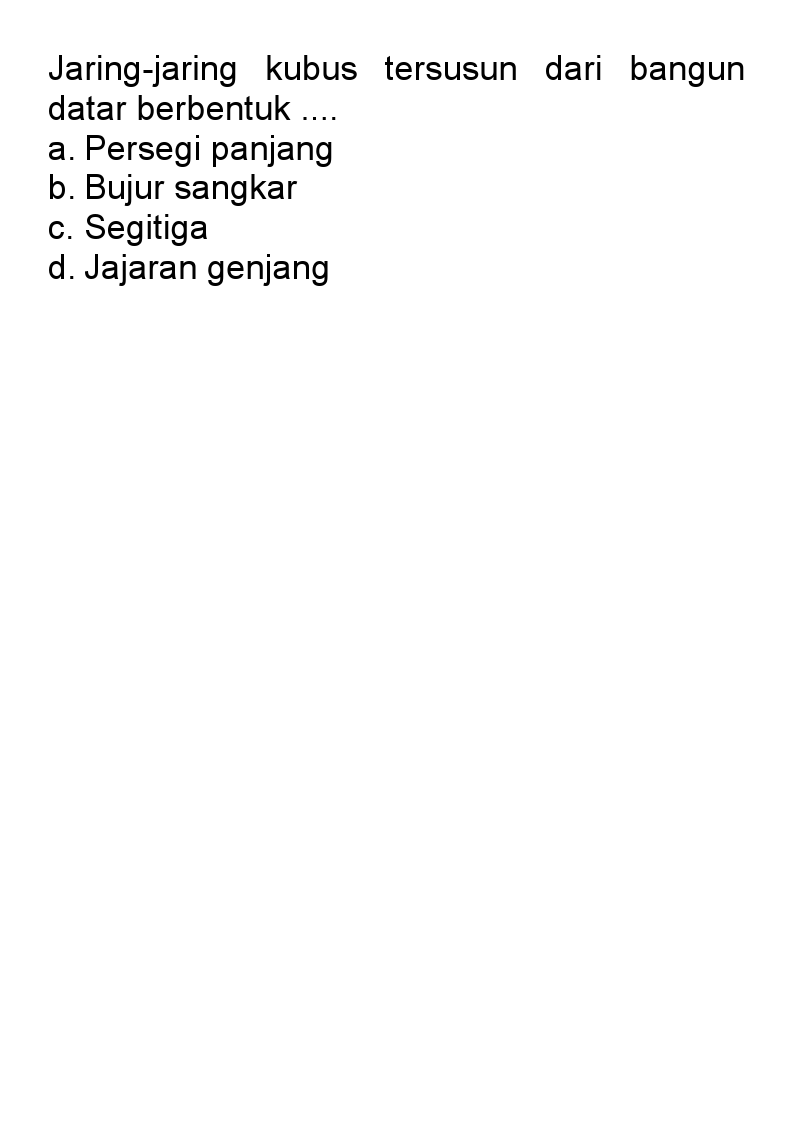 Jaring-jaring kubus tersusun dari bangun
datar berbentuk ....
a. Persegi panjang
b. Bujur sangkar
c. Segitiga
d. Jajaran genjang